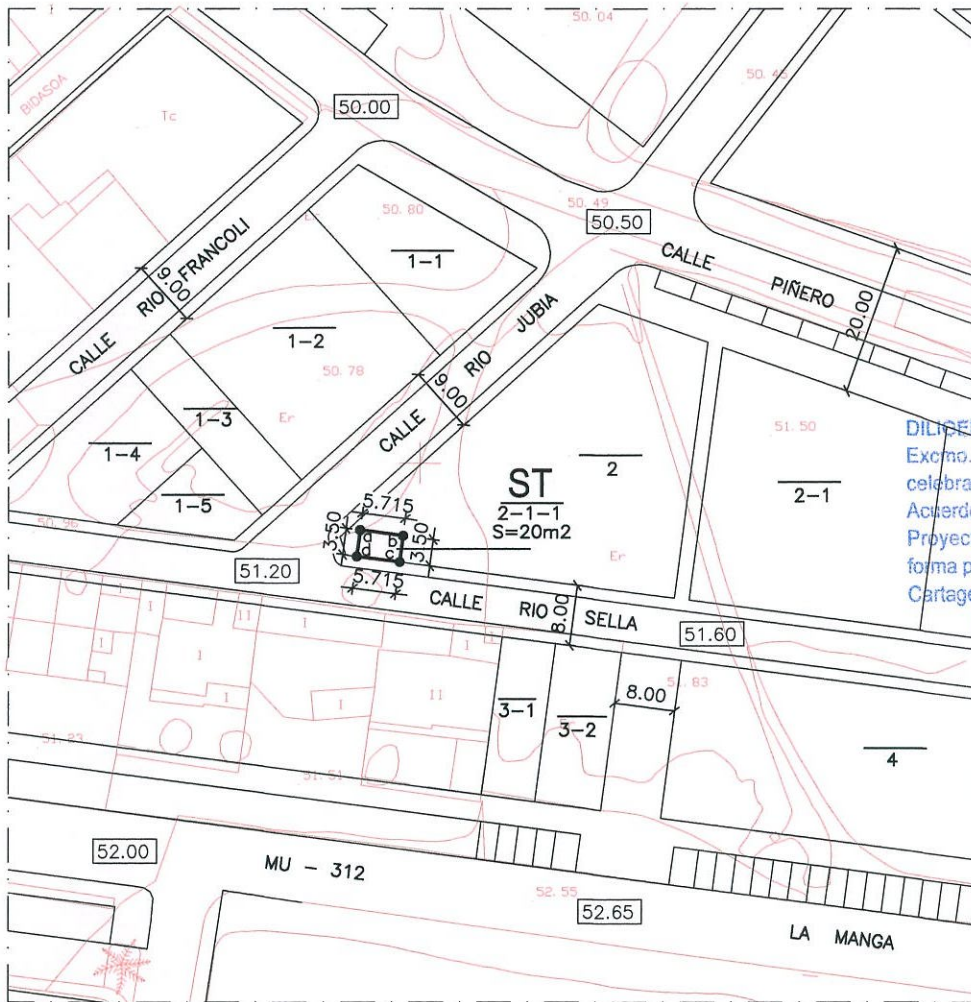 50.04
50.45
BIDASOA
Tc
50.00
50.80
50.49
50.50
CALLE PIÑERO
CALLE RIO FRANCOLI
9.00
1-1
CALLE RIO JUBIA
9.00
20.00
1-2
50.78
Er
1-3
1-4
1-5
51.50
ST
2-1-1
S=20m2
2
2-1
Er
5.715
3.50
a
b
c
d
3.50
5.715
50.96
51.20
CALLE RIO SELLA
8.00
51.60
I
I
I
II
I
I
I
I
I
I
II
3-1
3-2
8.00
51.83
4
51.23
51.51
52.00
MU - 312
52.55
52.65
LA MANGA
Excmo.
celebra
Acuerdo
Proyec
forma p
Cartage